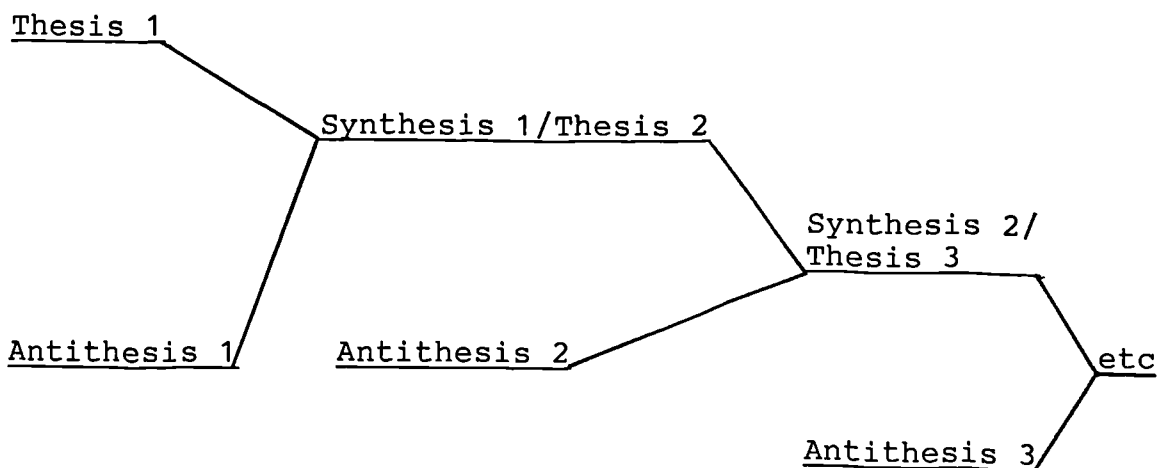 Thesis 1
Synthesis 1/Thesis 2
Synthesis 2/
Thesis 3
Antithesis 1
Antithesis 2
etc
Antithesis 3